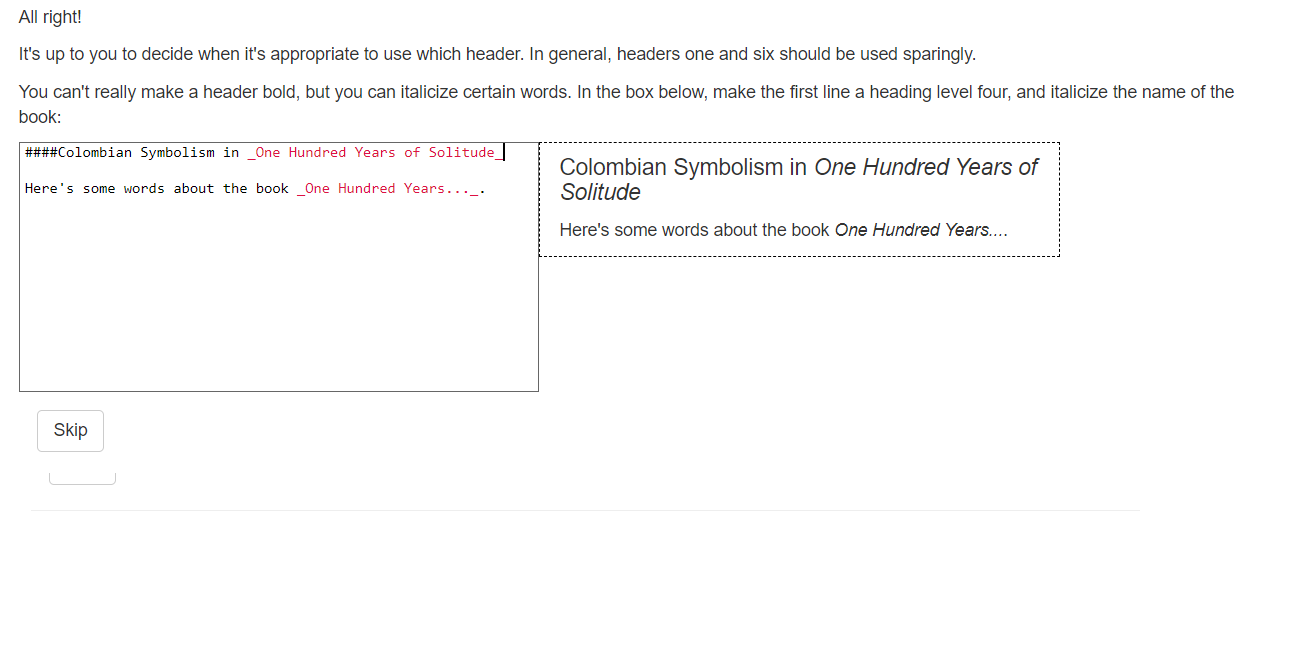 All right!
It's up to you to decide when it's appropriate to use which header. In general, headers one and six should be used sparingly.
You can't really make a header bold, but you can italicize certain words. In the box below, make the first line a heading level four, and italicize the name of the
book:
####Colombian Symbolism in _One Hundred Years of Solitude_
Here's some words about the book _One Hundred Years..._.
Colombian Symbolism in One Hundred Years of
Solitude
Here's some words about the book One Hundred Years....
Skip